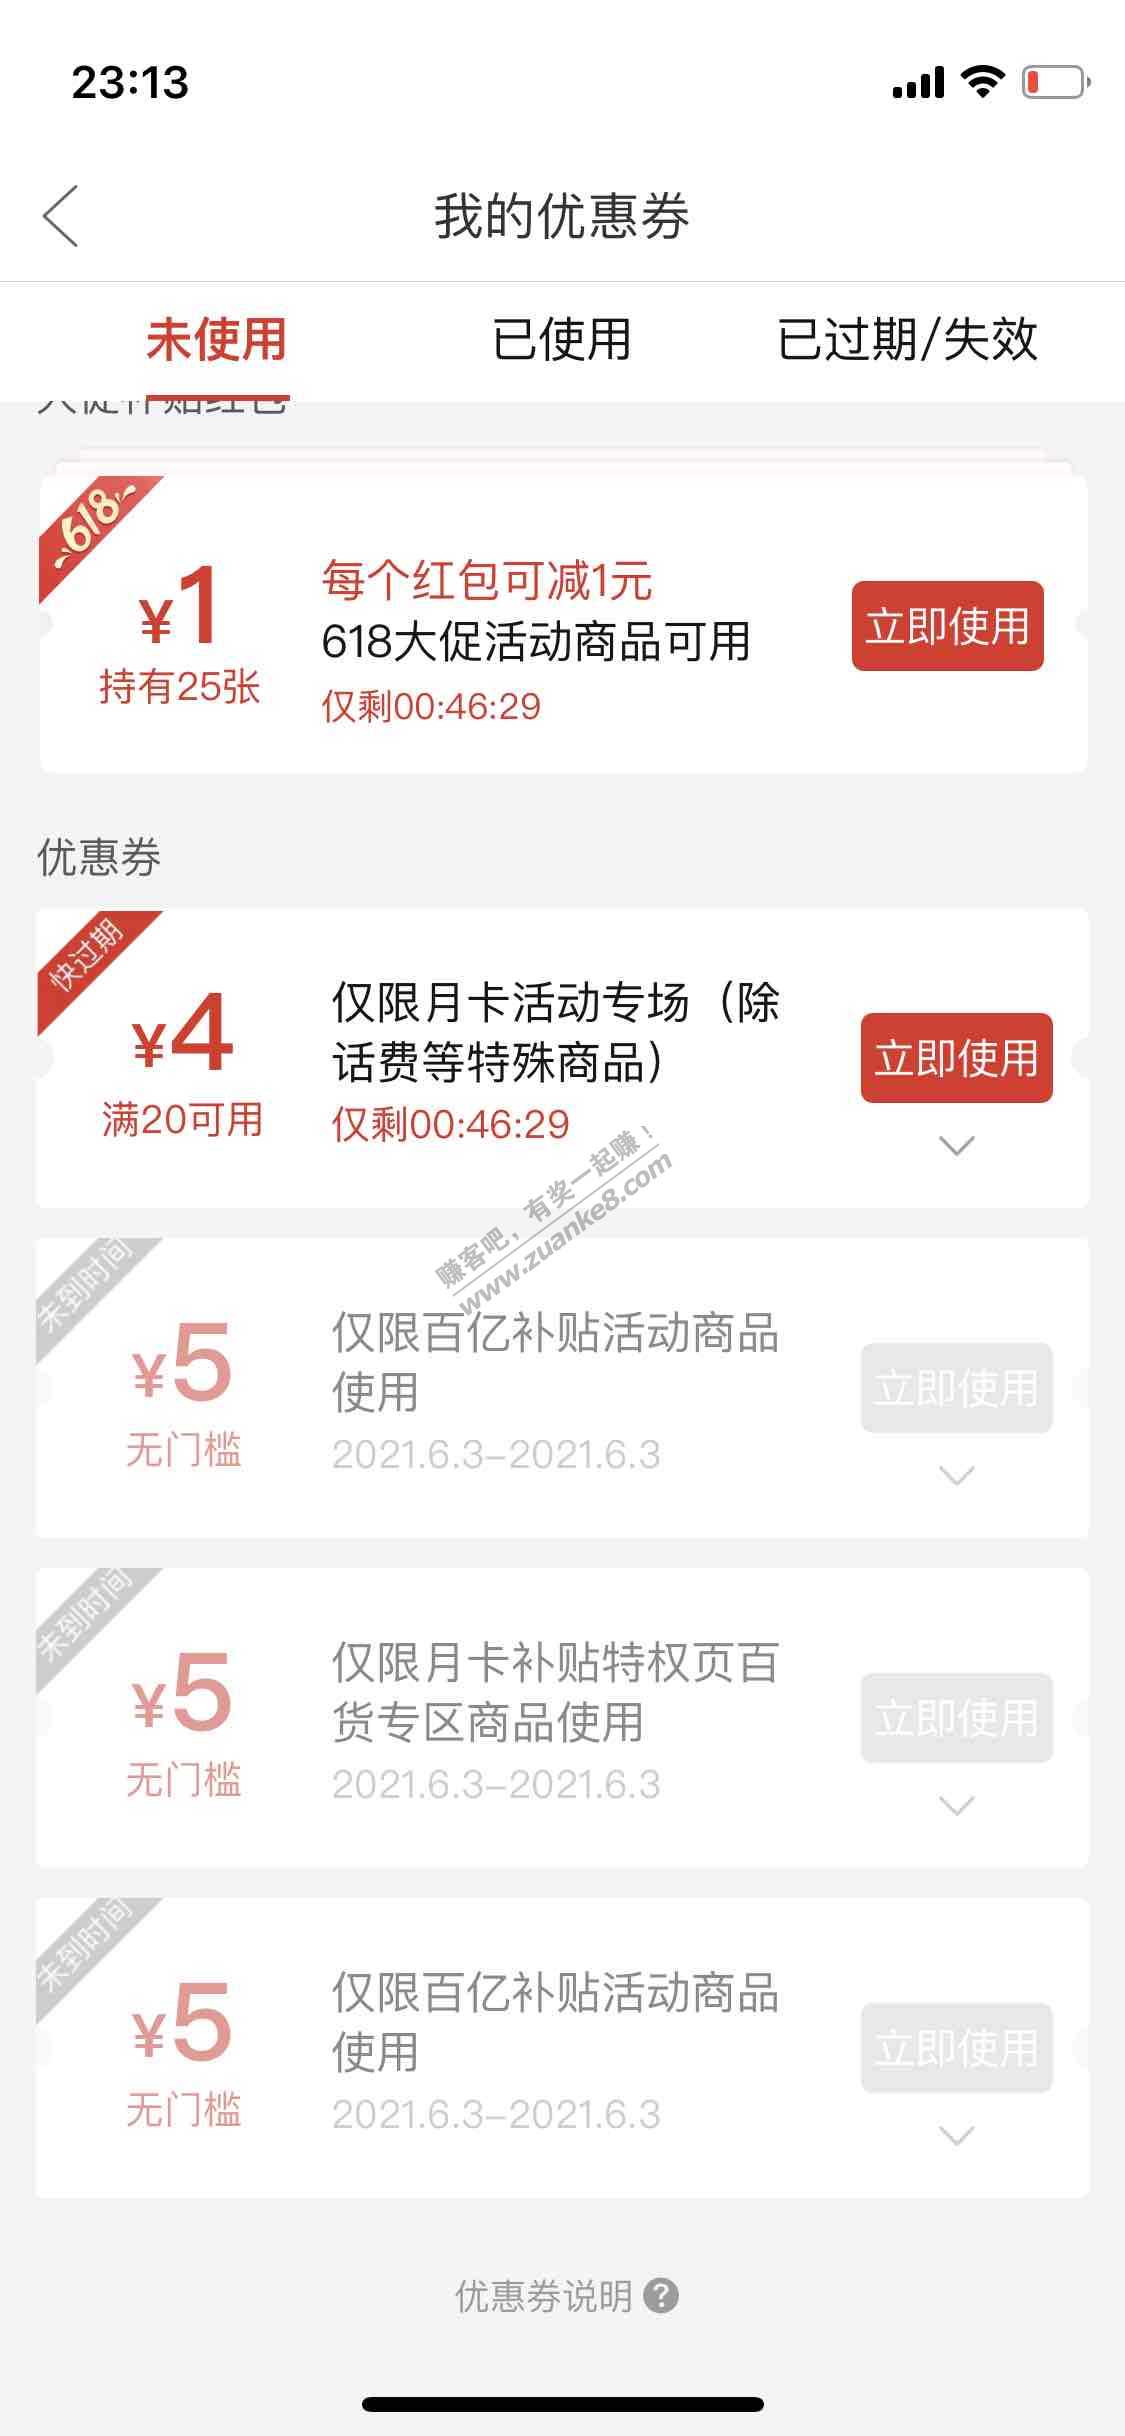 23:13
我的优惠券
未使用
已使用
已过期/失效
大促补贴红包
618
¥1
持有25张
每个红包可减1元
618大促活动商品可用
仅剩00:46:29
立即使用
优惠券
快过期
¥4
满20可用
仅限月卡活动专场（除
话费等特殊商品）
仅剩00:46:29
立即使用
赚客吧，有奖一起赚！
www.zuanke8.com
未到时间
¥5
无门槛
仅限百亿补贴活动商品
使用
2021.6.3-2021.6.3
立即使用
未到时间
¥5
无门槛
仅限月卡补贴特权页百
货专区商品使用
2021.6.3-2021.6.3
立即使用
未到时间
¥5
无门槛
仅限百亿补贴活动商品
使用
2021.6.3-2021.6.3
立即使用
优惠券说明 ?